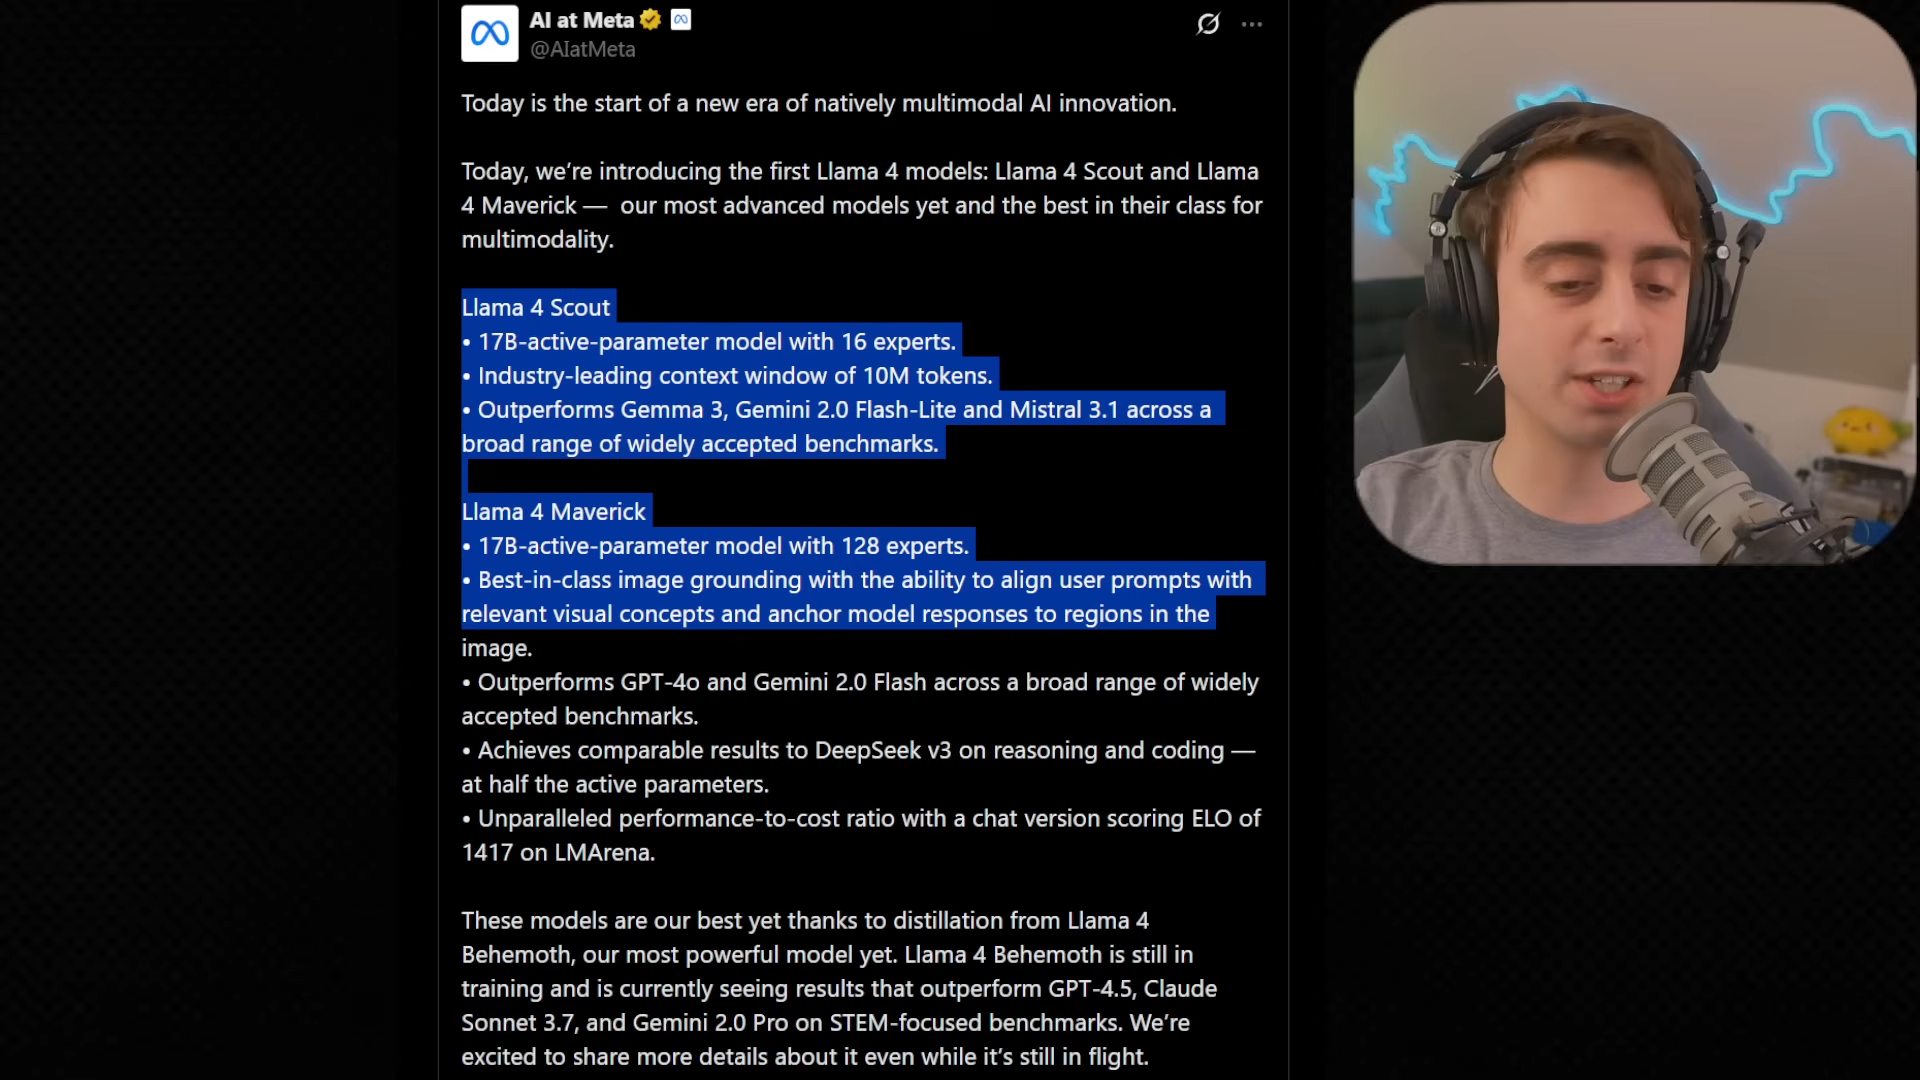 AI at Meta
@AIatMeta
Today is the start of a new era of natively multimodal AI innovation.
Today, we’re introducing the first Llama 4 models: Llama 4 Scout and Llama
4 Maverick —  our most advanced models yet and the best in their class for
multimodality.
Llama 4 Scout
• 17B-active-parameter model with 16 experts.
• Industry-leading context window of 10M tokens.
• Outperforms Gemma 3, Gemini 2.0 Flash-Lite and Mistral 3.1 across a
broad range of widely accepted benchmarks.
Llama 4 Maverick
• 17B-active-parameter model with 128 experts.
• Best-in-class image grounding with the ability to align user prompts with
relevant visual concepts and anchor model responses to regions in the
image.
• Outperforms GPT-4o and Gemini 2.0 Flash across a broad range of widely
accepted benchmarks.
• Achieves comparable results to DeepSeek v3 on reasoning and coding —
at half the active parameters.
• Unparalleled performance-to-cost ratio with a chat version scoring ELO of
1417 on LMArena.
These models are our best yet thanks to distillation from Llama 4
Behemoth, our most powerful model yet. Llama 4 Behemoth is still in
training and is currently seeing results that outperform GPT-4.5, Claude
Sonnet 3.7, and Gemini 2.0 Pro on STEM-focused benchmarks. We’re
excited to share more details about it even while it’s still in flight.